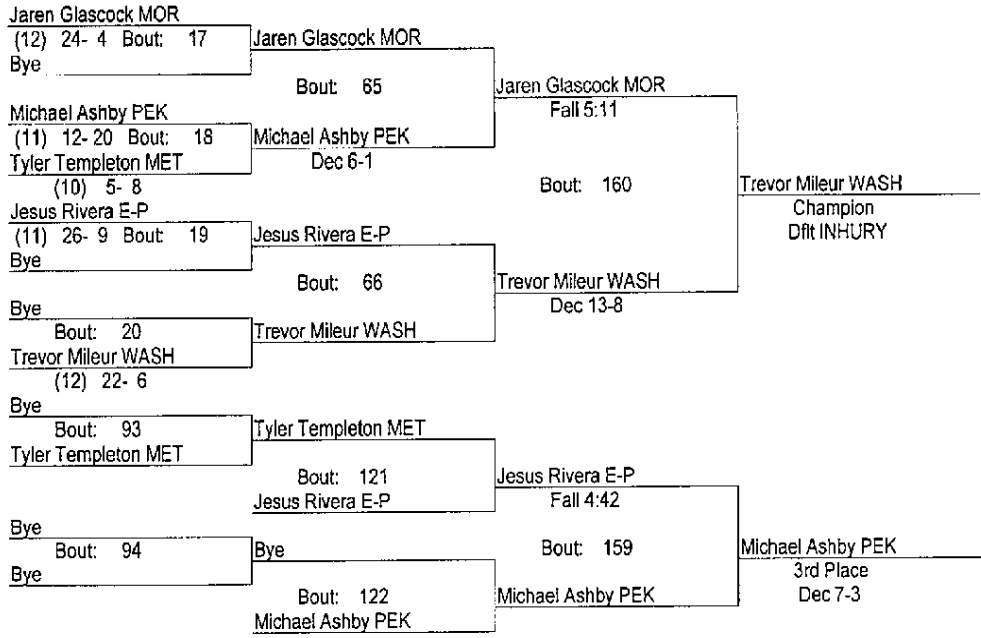 Jaren Glascock MOR
(12) 24- 4 Bout: 17
Bye
Jaren Glascock MOR
Bout: 65
Michael Ashby PEK
(11) 12- 20 Bout: 18
Tyler Templeton MET
(10) 5- 8
Michael Ashby PEK
Dec 6-1
Jaren Glascock MOR
Fall 5:11
Bout: 160
Jesus Rivera E-P
(11) 26- 9 Bout: 19
Bye
Jesus Rivera E-P
Bout: 66
Bye
Bout: 20
Trevor Mileur WASH
(12) 22- 6
Trevor Mileur WASH
Trevor Mileur WASH
Dec 13-8
Trevor Mileur WASH
Champion
Dflt INHURY
Bye
Bout: 93
Tyler Templeton MET
Tyler Templeton MET
Bout: 121
Jesus Rivera E-P
Jesus Rivera E-P
Fall 4:42
Bout: 159
Bye
Bout: 94
Bye
Bye
Bout: 122
Michael Ashby PEK
Michael Ashby PEK
Michael Ashby PEK
3rd Place
Dec 7-3